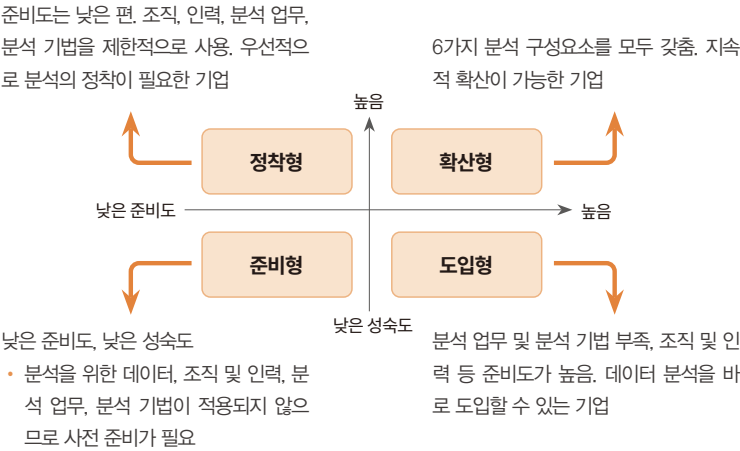 준비도는 낮은 편. 조직, 인력, 분석 업무,
분석 기법을 제한적으로 사용. 우선적으
로 분석의 정착이 필요한 기업
6가지 분석 구성요소를 모두 갖춤. 지속
적 확산이 가능한 기업
높음
정착형
확산형
낮은 준비도
높음
준비형
도입형
낮은 성숙도
낮은 준비도, 낮은 성숙도
• 분석을 위한 데이터, 조직 및 인력, 분
석 업무, 분석 기법이 적용되지 않으
므로 사전 준비가 필요
분석 업무 및 분석 기법 부족, 조직 및 인
력 등 준비도가 높음. 데이터 분석을 바
로 도입할 수 있는 기업